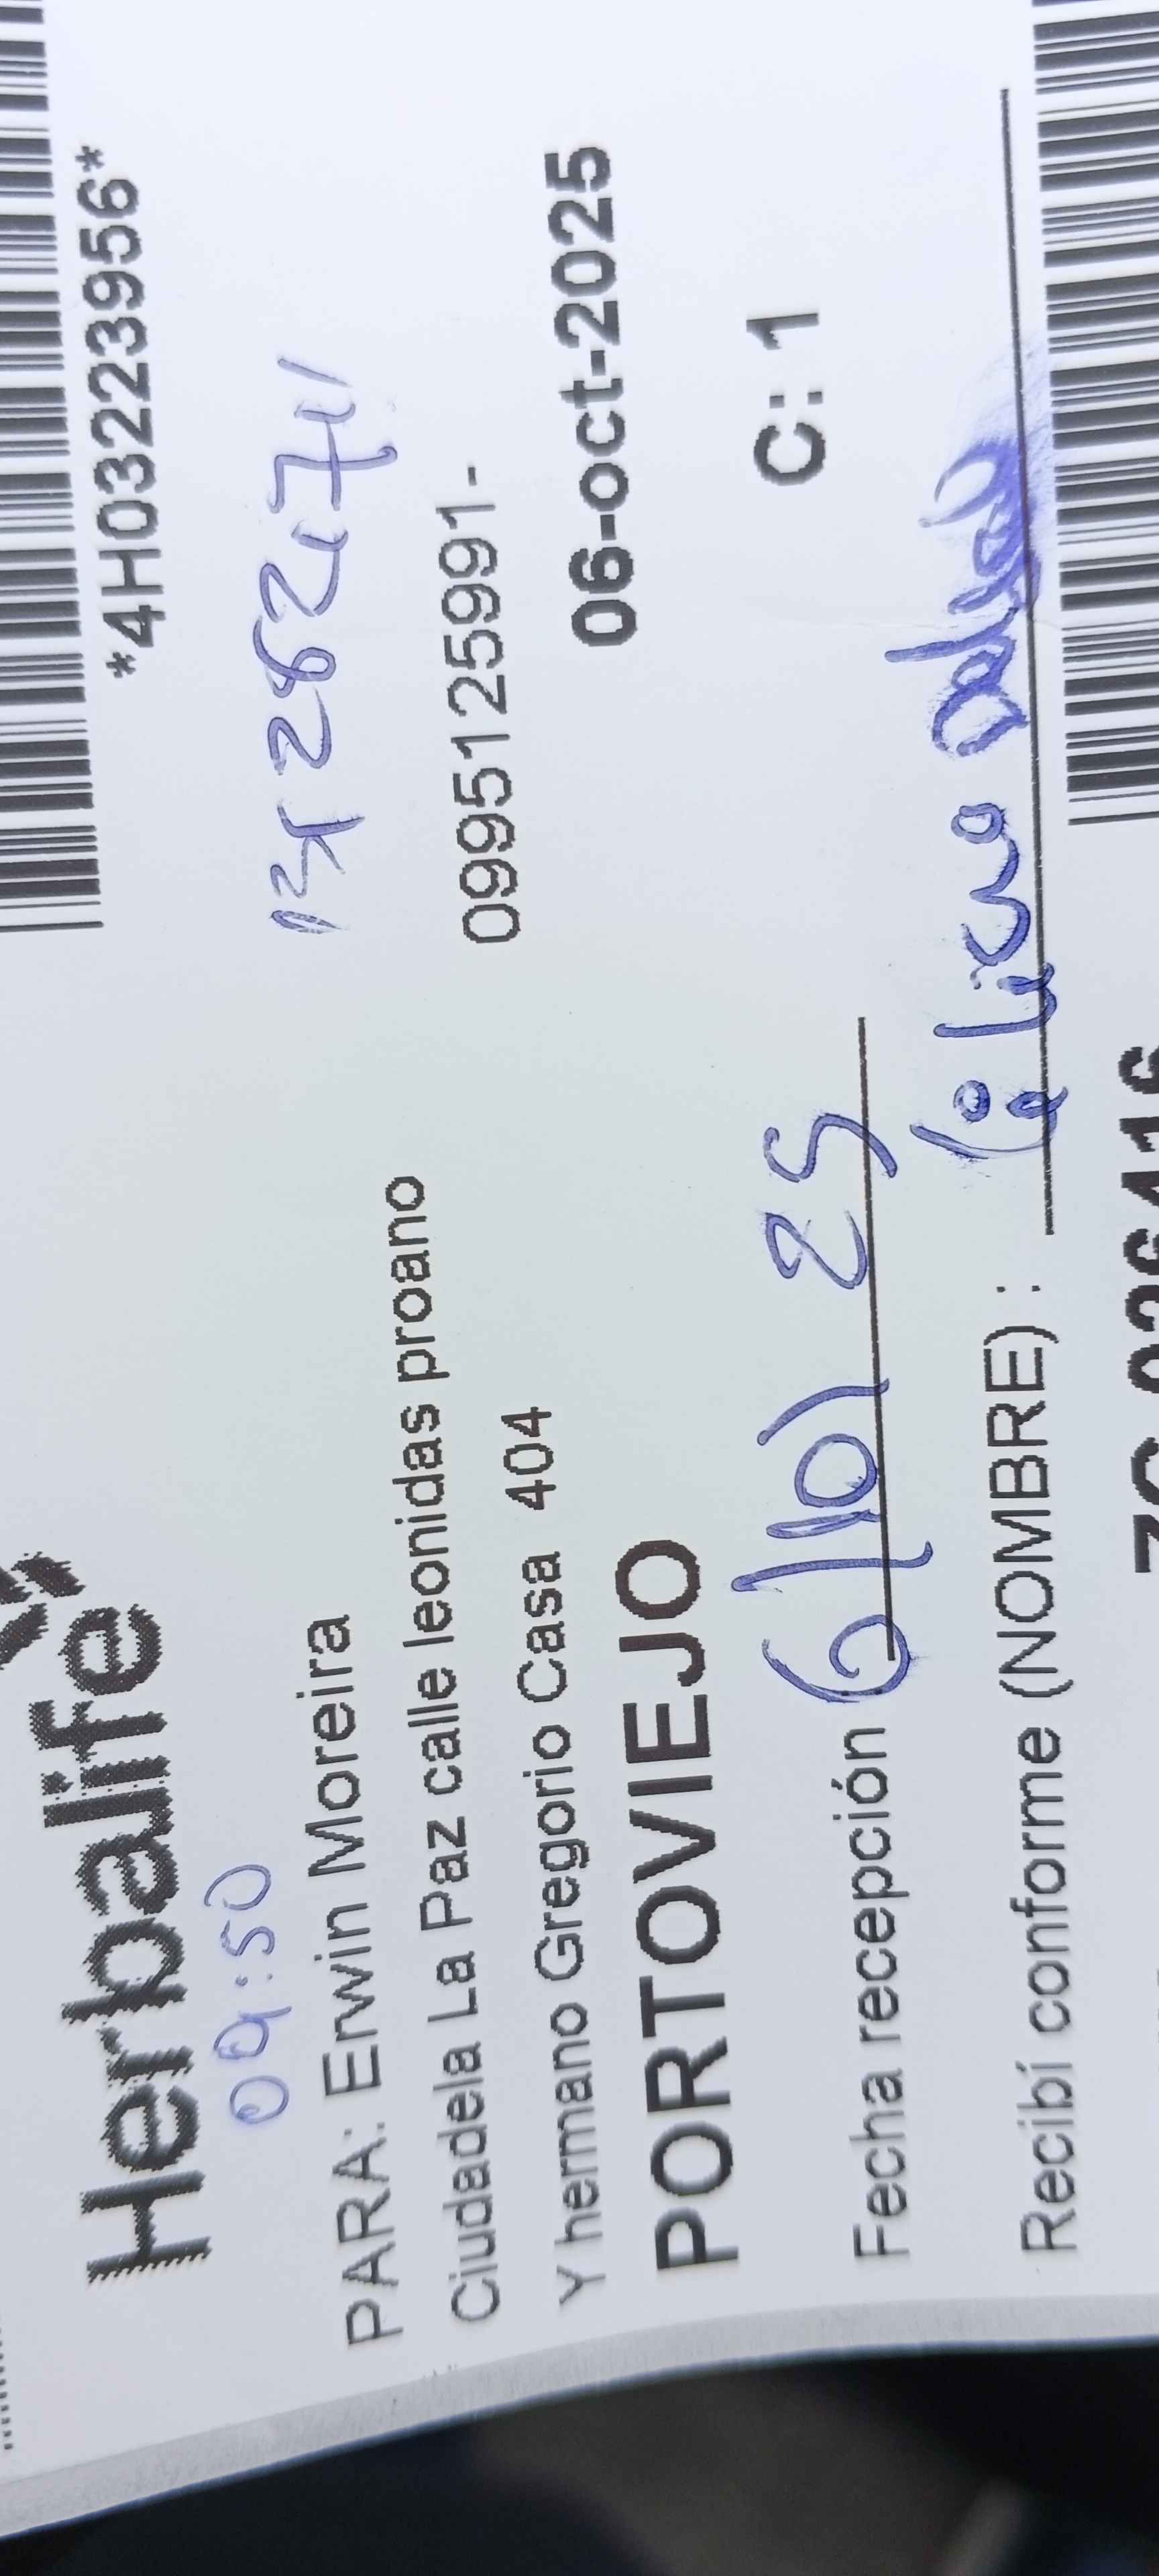 *4H03223956*
Herbalife
09:50
PARA: Erwin Moreira
Ciudadela La Paz calle leonidas proano
0995125991-
Y hermano Gregorio Casa 404
06-oct-2025
PORTOVIEJO
C: 1
Fecha recepción 6/10/25
Recibí conforme (NOMBRE) :